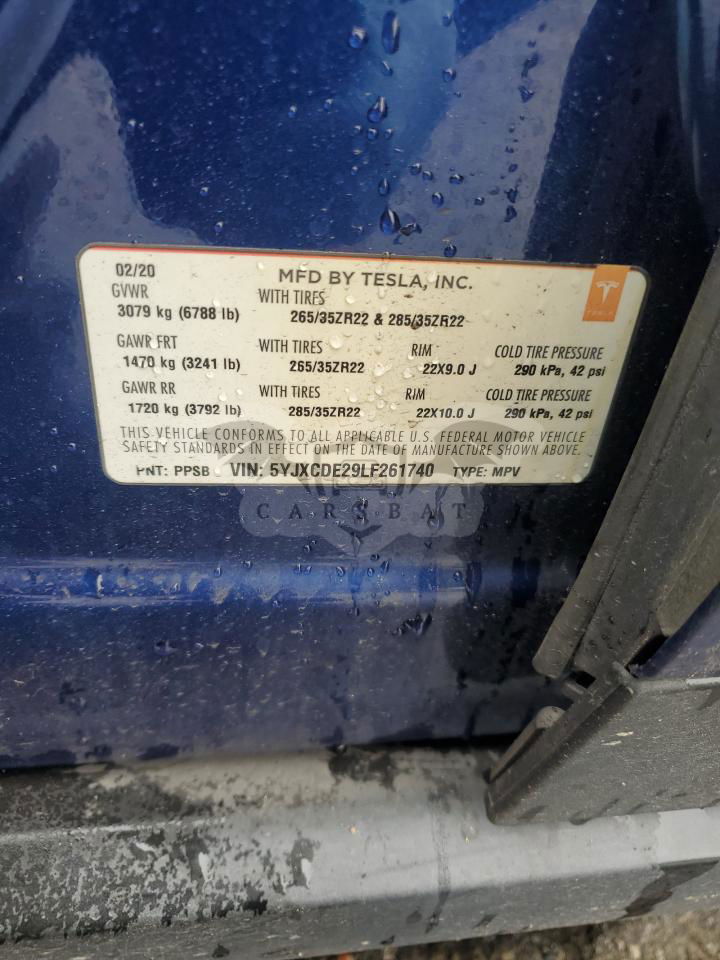 02/20 MFD BY TESLA, INC.
GVWR WITH TIRES
3079 kg (6788 lb) 265/35ZR22 & 285/35ZR22
GAWR FRT WITH TIRES RIM COLD TIRE PRESSURE
1470 kg (3241 lb) 265/35ZR22 22X9.0 J 290 kPa, 42 psi
GAWR RR WITH TIRES RIM COLD TIRE PRESSURE
1720 kg (3792 lb) 285/35ZR22 22X10.0 J 290 kPa, 42 psi
THIS VEHICLE CONFORMS TO ALL APPLICABLE U.S. FEDERAL MOTOR VEHICLE
SAFETY STANDARDS IN EFFECT ON THE DATE OF MANUFACTURE SHOWN ABOVE.
PNT: PPSB VIN: 5YJXCDE29LF261740 TYPE: MPV
TESLA
CARSBAT